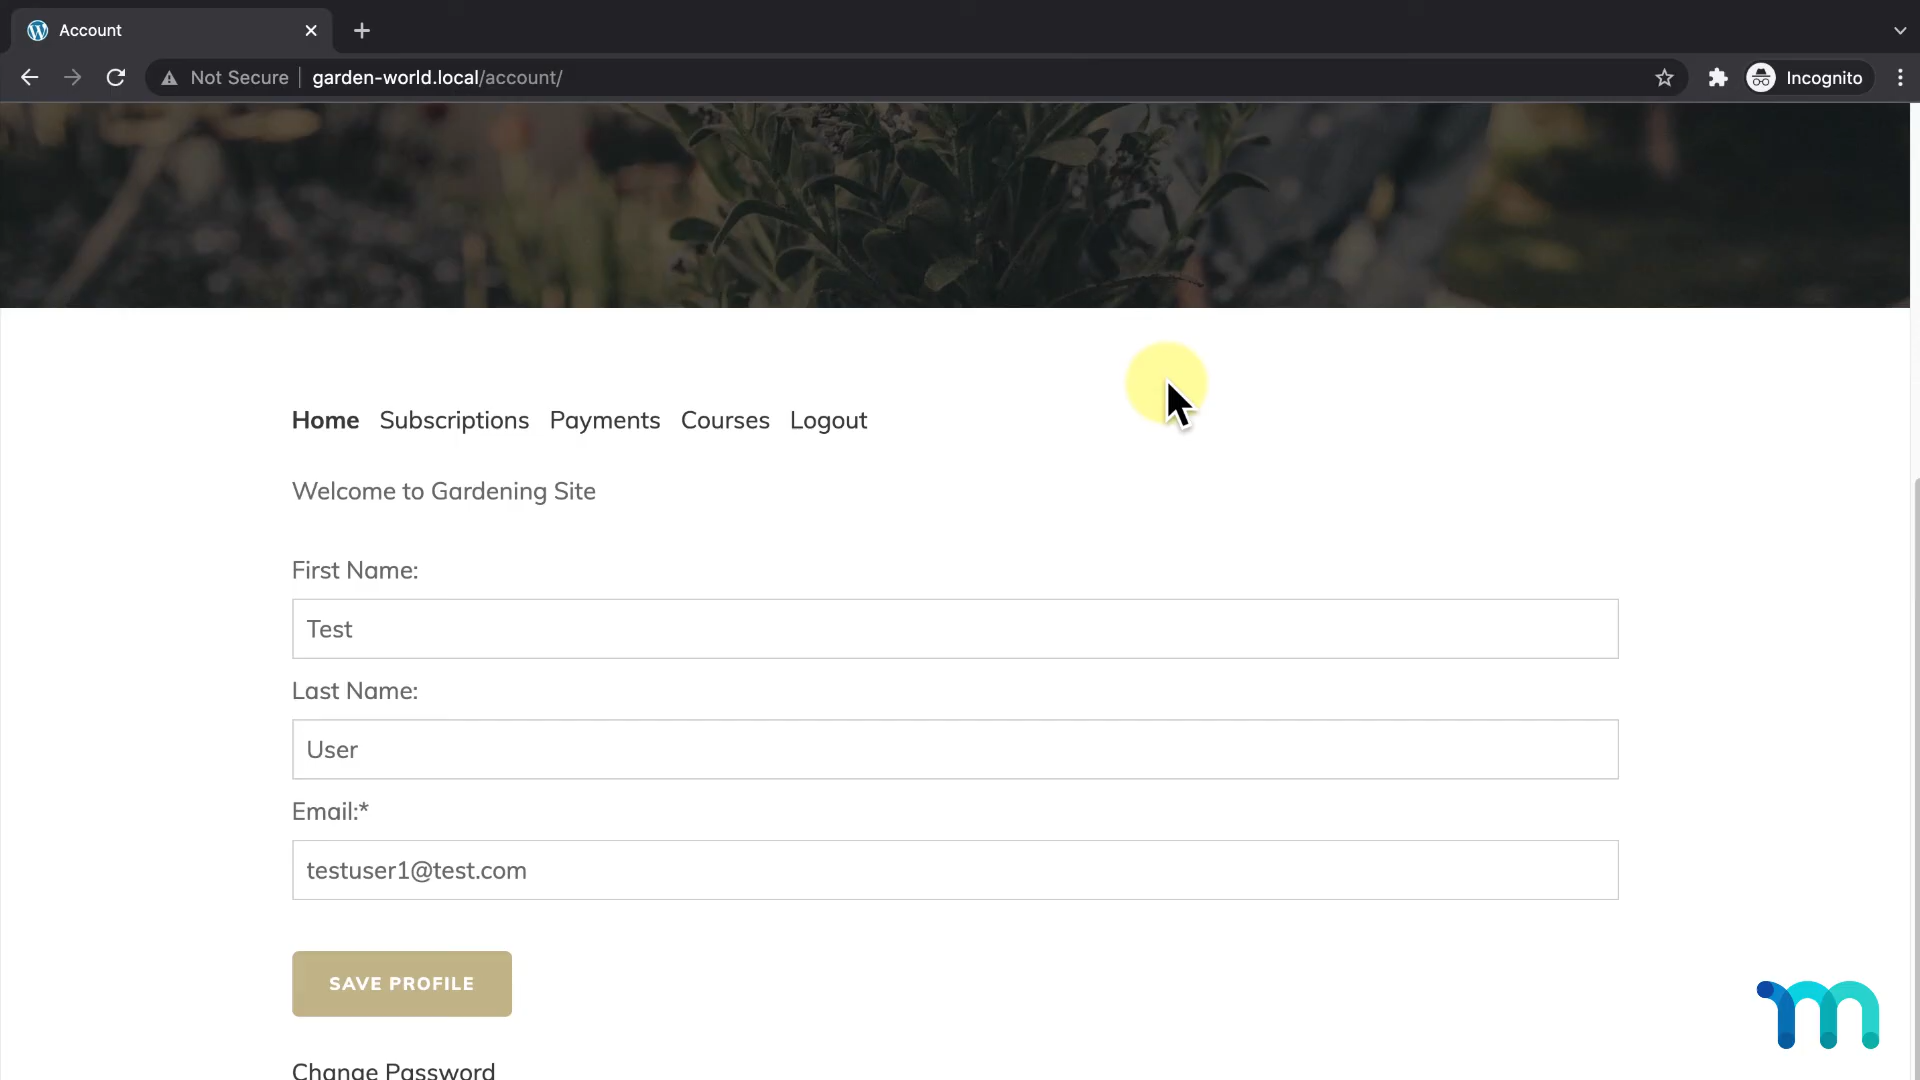 Account
Not Secure garden-world.local/account/ Incognito
Home Subscriptions Payments Courses Logout
Welcome to Gardening Site
First Name:
Test
Last Name:
User
Email:*
testuser1@test.com
SAVE PROFILE
Change Password